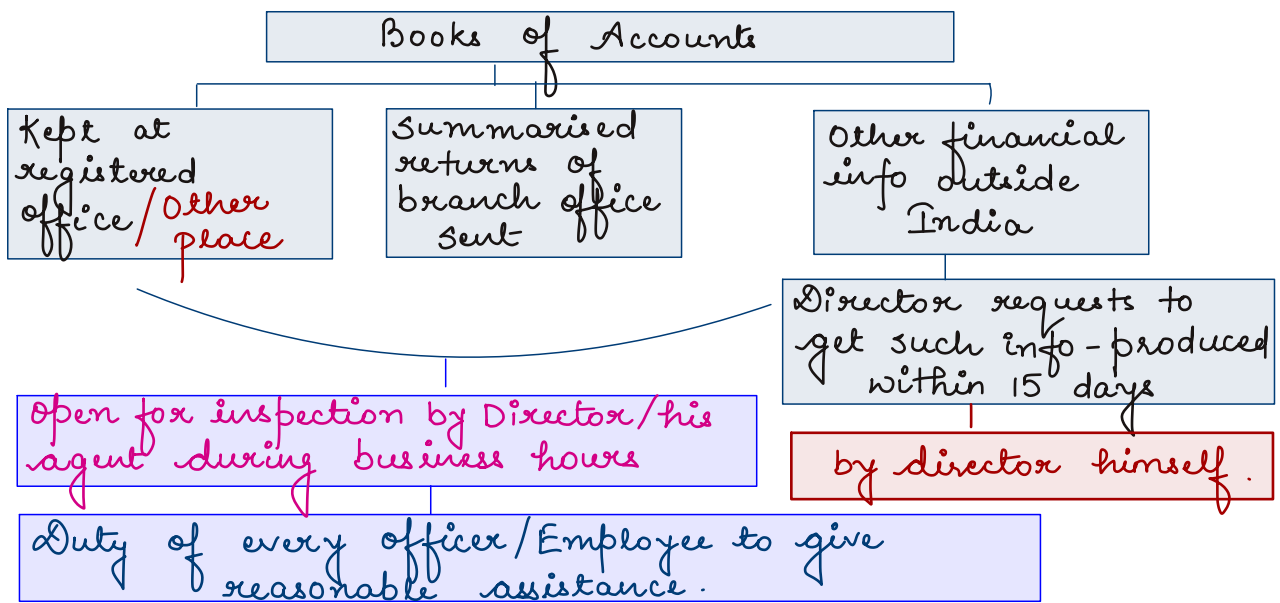 Books of Accounts
Kept at
registered
office/Other
place
Summarised
returns of
branch office
sent
Other financial
info outside
India
Director requests to
get such info - produced
within 15 days
by director himself.
Open for inspection by Director/his
agent during business hours
Duty of every officer/Employee to give
reasonable assistance.